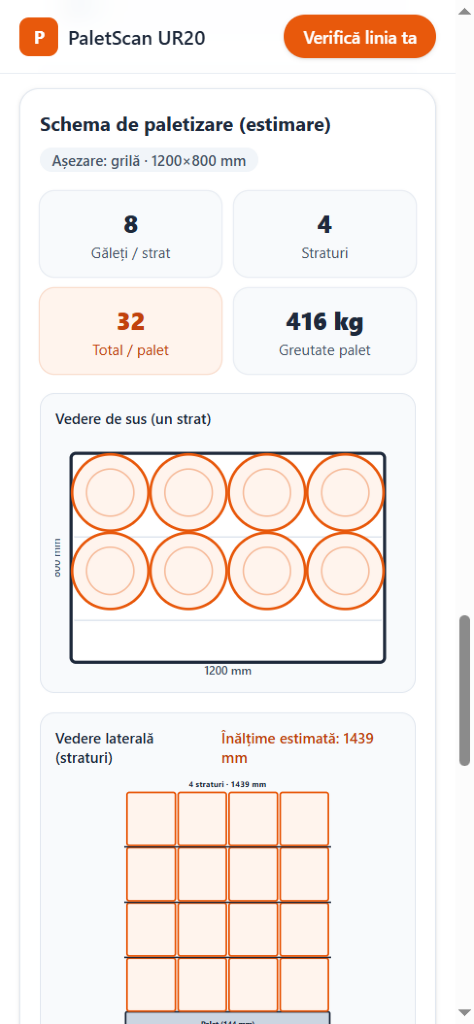 P PaletScan UR20
Verifică linia ta
Schema de paletizare (estimare)
Așezare: grilă · 1200×800 mm
8
Găleți / strat
4
Straturi
32
Total / palet
416 kg
Greutate palet
Vedere de sus (un strat)
800 mm
1200 mm
Vedere laterală
(straturi)
Înălțime estimată: 1439
mm
4 straturi · 1439 mm